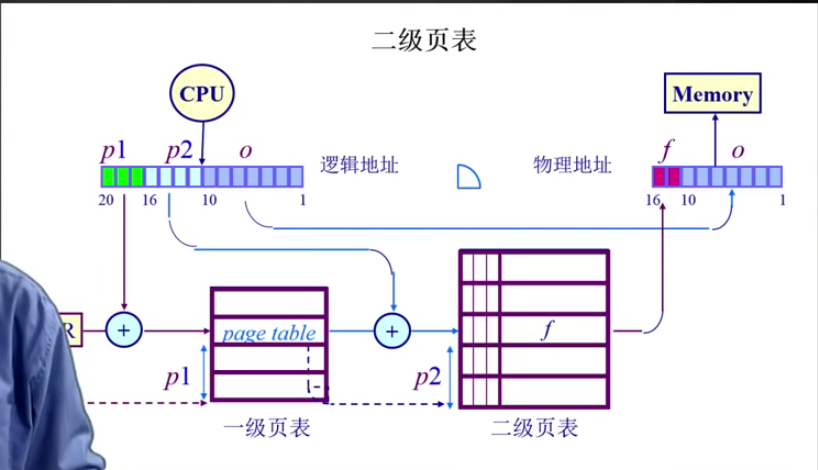 二级页表
CPU
Memory
p1 p2 o
逻辑地址
物理地址
f o
20 16 10 1
16 10 1
R
+
page table
+
f
p1
p2
一级页表
二级页表